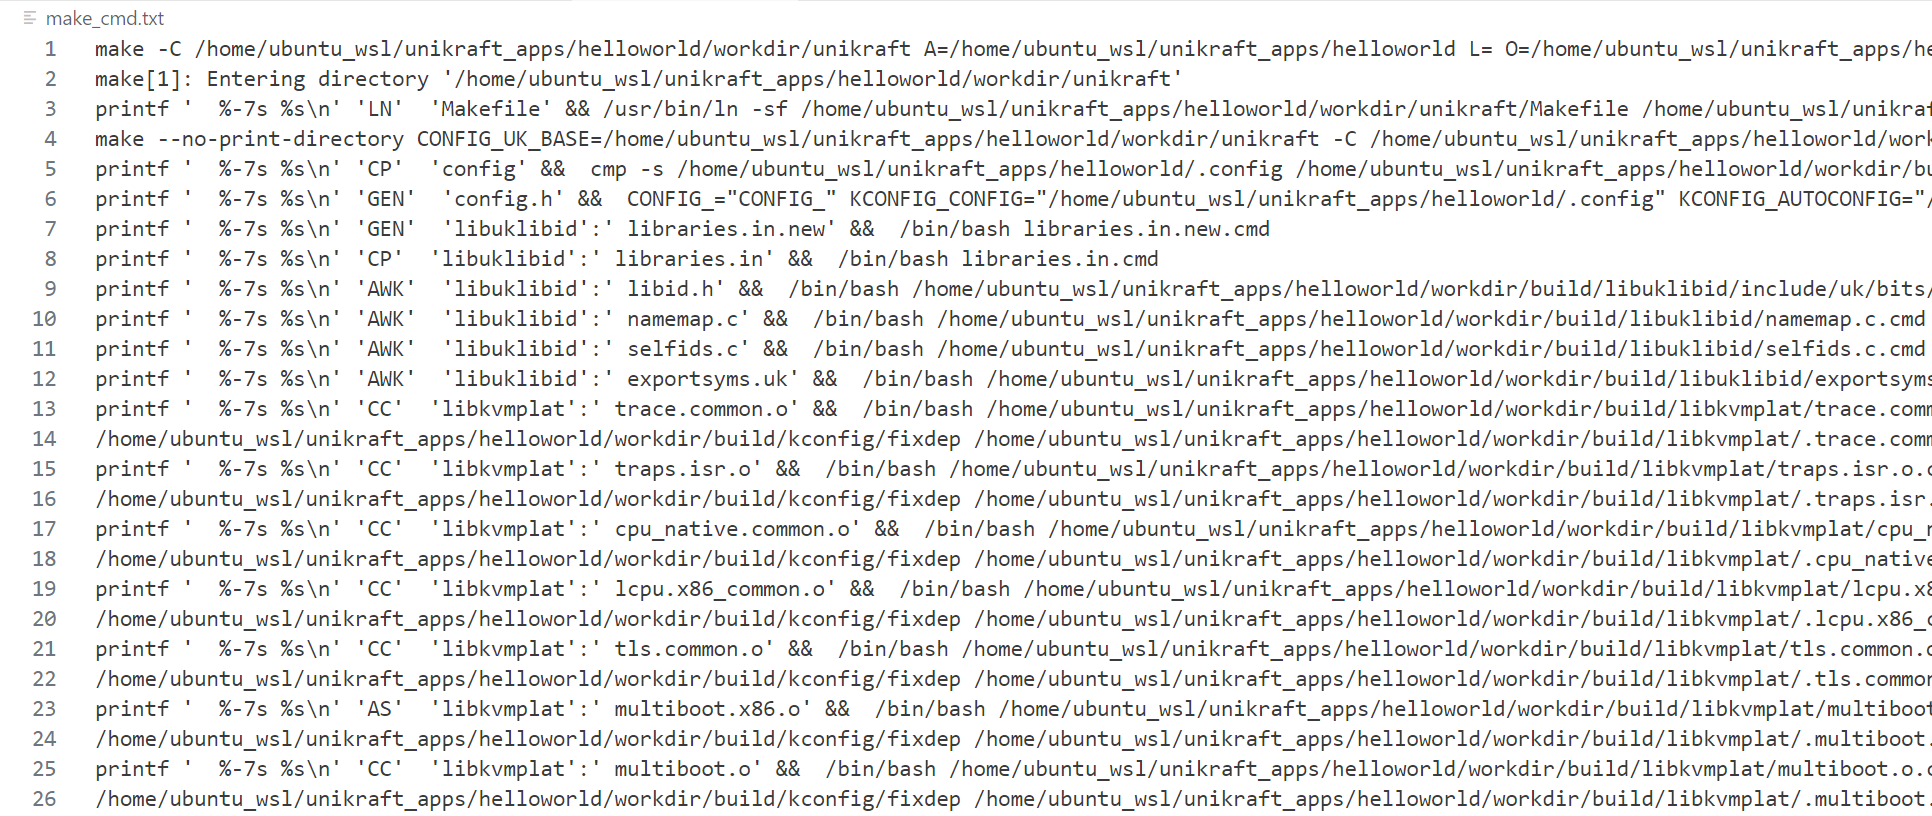 make_cmd.txt
1 make -C /home/ubuntu_wsl/unikraft_apps/helloworld/workdir/unikraft A=/home/ubuntu_wsl/unikraft_apps/helloworld L= O=/home/ubuntu_wsl/unikraft_apps/he
2 make[1]: Entering directory '/home/ubuntu_wsl/unikraft_apps/helloworld/workdir/unikraft'
3 printf '  %-7s %s\n' 'LN'  'Makefile' && /usr/bin/ln -sf /home/ubuntu_wsl/unikraft_apps/helloworld/workdir/unikraft/Makefile /home/ubuntu_wsl/unikraf
4 make --no-print-directory CONFIG_UK_BASE=/home/ubuntu_wsl/unikraft_apps/helloworld/workdir/unikraft -C /home/ubuntu_wsl/unikraft_apps/helloworld/work
5 printf '  %-7s %s\n' 'CP'  'config' &&  cmp -s /home/ubuntu_wsl/unikraft_apps/helloworld/.config /home/ubuntu_wsl/unikraft_apps/helloworld/workdir/bu
6 printf '  %-7s %s\n' 'GEN'  'config.h' &&  CONFIG_="CONFIG_" KCONFIG_CONFIG="/home/ubuntu_wsl/unikraft_apps/helloworld/.config" KCONFIG_AUTOCONFIG="/
7 printf '  %-7s %s\n' 'GEN'  'libuklibid':' libraries.in.new' &&  /bin/bash libraries.in.new.cmd
8 printf '  %-7s %s\n' 'CP'  'libuklibid':' libraries.in' &&  /bin/bash libraries.in.cmd
9 printf '  %-7s %s\n' 'AWK'  'libuklibid':' libid.h' &&  /bin/bash /home/ubuntu_wsl/unikraft_apps/helloworld/workdir/build/libuklibid/include/uk/bits/
10 printf '  %-7s %s\n' 'AWK'  'libuklibid':' namemap.c' &&  /bin/bash /home/ubuntu_wsl/unikraft_apps/helloworld/workdir/build/libuklibid/namemap.c.cmd
11 printf '  %-7s %s\n' 'AWK'  'libuklibid':' selfids.c' &&  /bin/bash /home/ubuntu_wsl/unikraft_apps/helloworld/workdir/build/libuklibid/selfids.c.cmd
12 printf '  %-7s %s\n' 'AWK'  'libuklibid':' exportsyms.uk' &&  /bin/bash /home/ubuntu_wsl/unikraft_apps/helloworld/workdir/build/libuklibid/exportsyms
13 printf '  %-7s %s\n' 'CC'  'libkvmplat':' trace.common.o' &&  /bin/bash /home/ubuntu_wsl/unikraft_apps/helloworld/workdir/build/libkvmplat/trace.comm
14 /home/ubuntu_wsl/unikraft_apps/helloworld/workdir/build/kconfig/fixdep /home/ubuntu_wsl/unikraft_apps/helloworld/workdir/build/libkvmplat/.trace.comm
15 printf '  %-7s %s\n' 'CC'  'libkvmplat':' traps.isr.o' &&  /bin/bash /home/ubuntu_wsl/unikraft_apps/helloworld/workdir/build/libkvmplat/traps.isr.o.c
16 /home/ubuntu_wsl/unikraft_apps/helloworld/workdir/build/kconfig/fixdep /home/ubuntu_wsl/unikraft_apps/helloworld/workdir/build/libkvmplat/.traps.isr.
17 printf '  %-7s %s\n' 'CC'  'libkvmplat':' cpu_native.common.o' &&  /bin/bash /home/ubuntu_wsl/unikraft_apps/helloworld/workdir/build/libkvmplat/cpu_n
18 /home/ubuntu_wsl/unikraft_apps/helloworld/workdir/build/kconfig/fixdep /home/ubuntu_wsl/unikraft_apps/helloworld/workdir/build/libkvmplat/.cpu_native
19 printf '  %-7s %s\n' 'CC'  'libkvmplat':' lcpu.x86_common.o' &&  /bin/bash /home/ubuntu_wsl/unikraft_apps/helloworld/workdir/build/libkvmplat/lcpu.x8
20 /home/ubuntu_wsl/unikraft_apps/helloworld/workdir/build/kconfig/fixdep /home/ubuntu_wsl/unikraft_apps/helloworld/workdir/build/libkvmplat/.lcpu.x86_c
21 printf '  %-7s %s\n' 'CC'  'libkvmplat':' tls.common.o' &&  /bin/bash /home/ubuntu_wsl/unikraft_apps/helloworld/workdir/build/libkvmplat/tls.common.o
22 /home/ubuntu_wsl/unikraft_apps/helloworld/workdir/build/kconfig/fixdep /home/ubuntu_wsl/unikraft_apps/helloworld/workdir/build/libkvmplat/.tls.common
23 printf '  %-7s %s\n' 'AS'  'libkvmplat':' multiboot.x86.o' &&  /bin/bash /home/ubuntu_wsl/unikraft_apps/helloworld/workdir/build/libkvmplat/multiboot
24 /home/ubuntu_wsl/unikraft_apps/helloworld/workdir/build/kconfig/fixdep /home/ubuntu_wsl/unikraft_apps/helloworld/workdir/build/libkvmplat/.multiboot.
25 printf '  %-7s %s\n' 'CC'  'libkvmplat':' multiboot.o' &&  /bin/bash /home/ubuntu_wsl/unikraft_apps/helloworld/workdir/build/libkvmplat/multiboot.o.c
26 /home/ubuntu_wsl/unikraft_apps/helloworld/workdir/build/kconfig/fixdep /home/ubuntu_wsl/unikraft_apps/helloworld/workdir/build/libkvmplat/.multiboot.